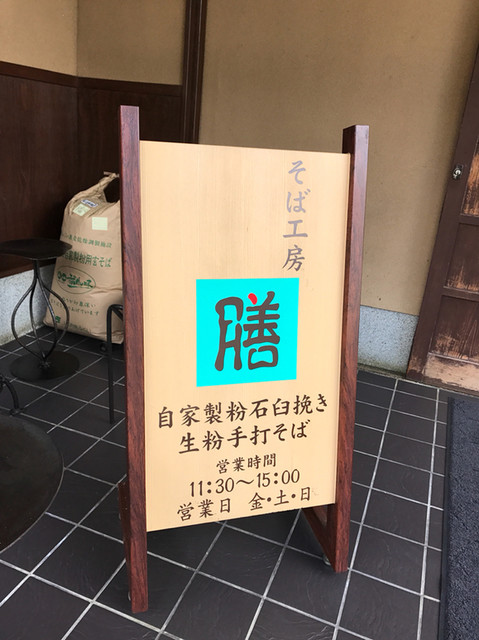 そば工房
膳
自家製粉石臼挽き
生粉手打そば
営業時間
11:30〜15:00
営業日 金・土・日